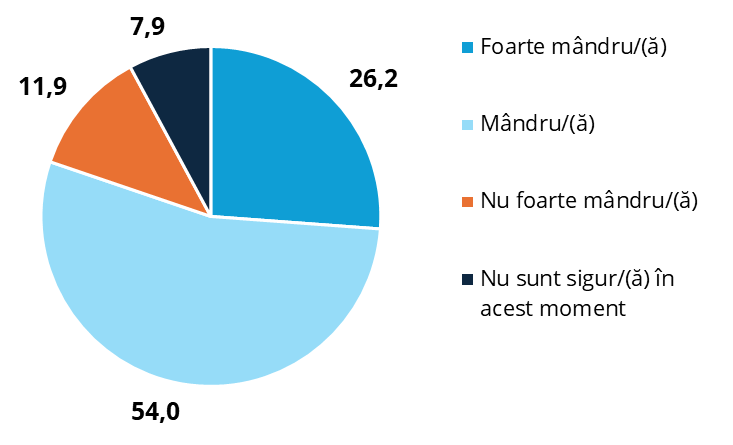 7,9
26,2
11,9
54,0
Foarte mândru/(ă)
Mândru/(ă)
Nu foarte mândru/(ă)
Nu sunt sigur/(ă) în
acest moment